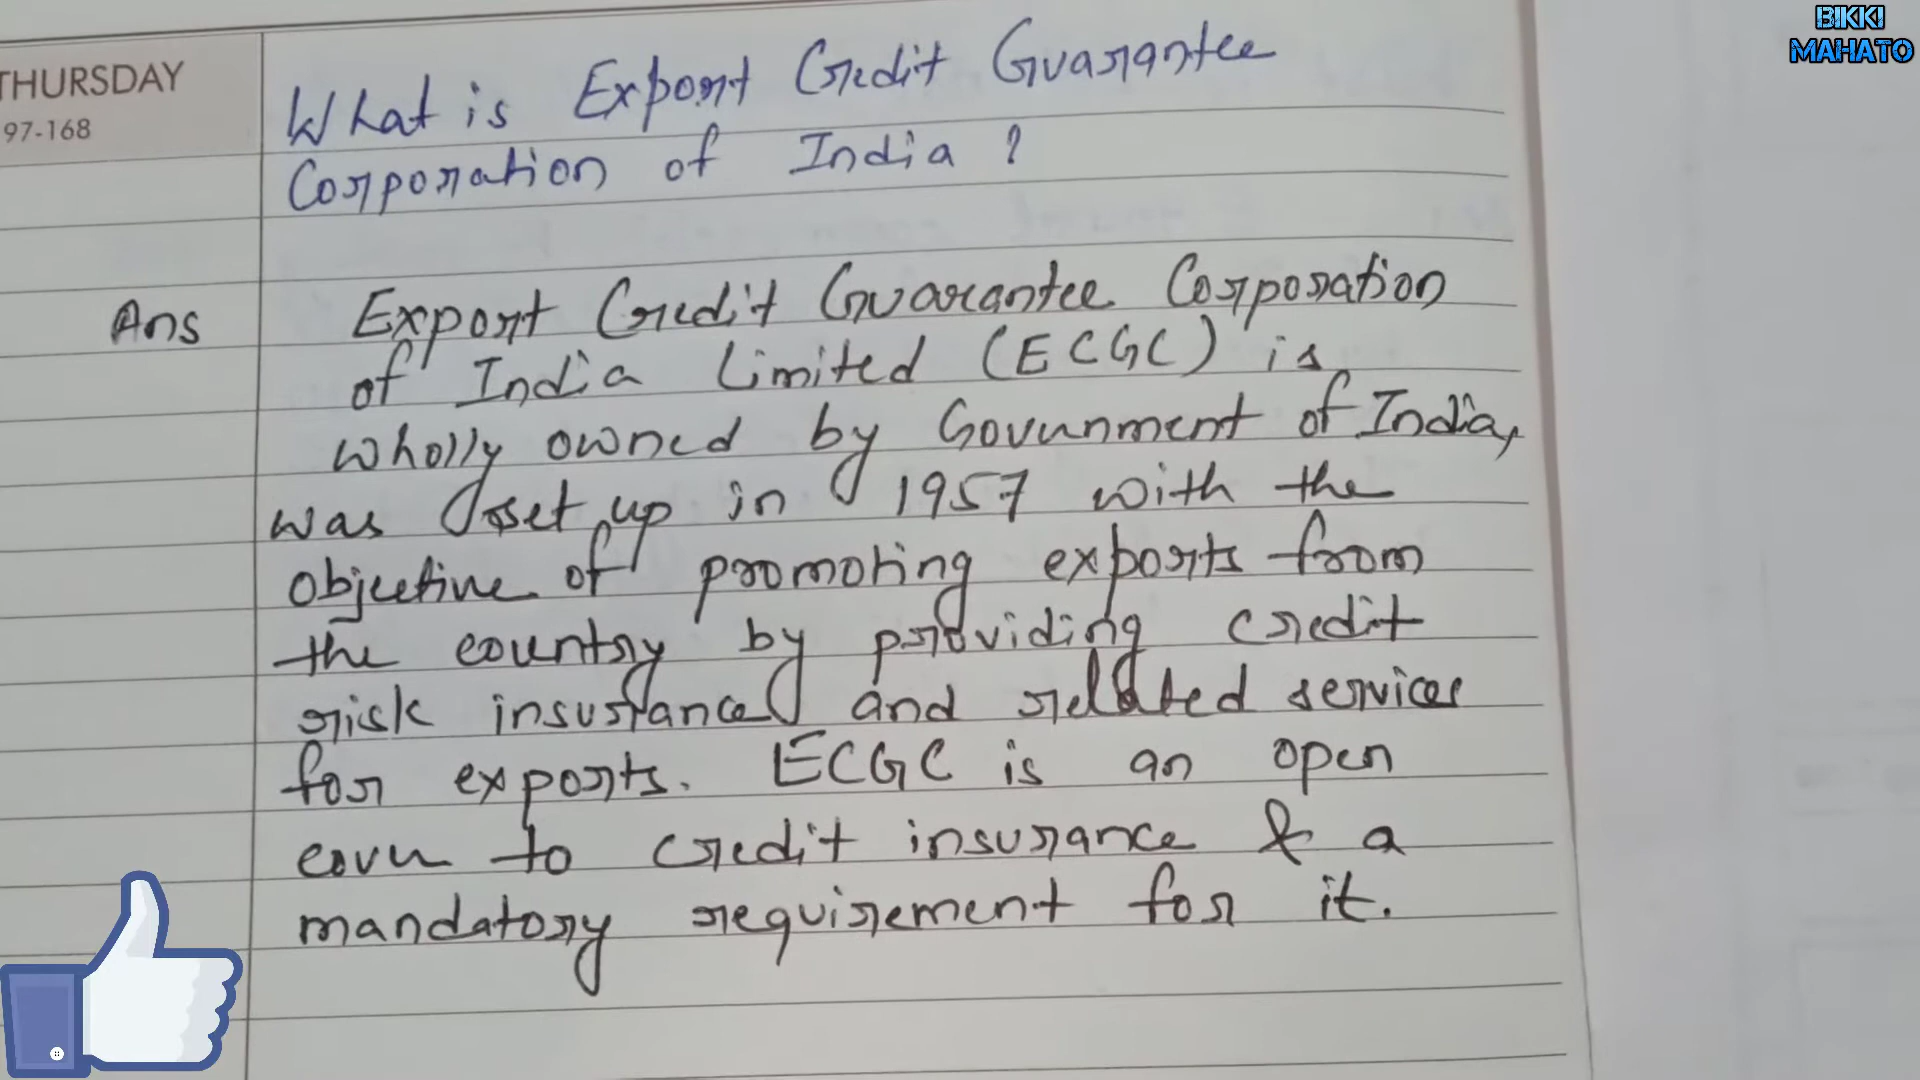 BIKKI
MAHATO
THURSDAY
97-168
What is Export Credit Guarantee
Corporation of India ?
Ans
Export Credit Guarantee Corporation
of India Limited (ECGC) is
wholly owned by Government of India,
was set up in 1957 with the
objective of promoting exports from
the country by providing credit
risk insurance and related services
for exports. ECGC is an open
cover to credit insurance & a
mandatory requirement for it.